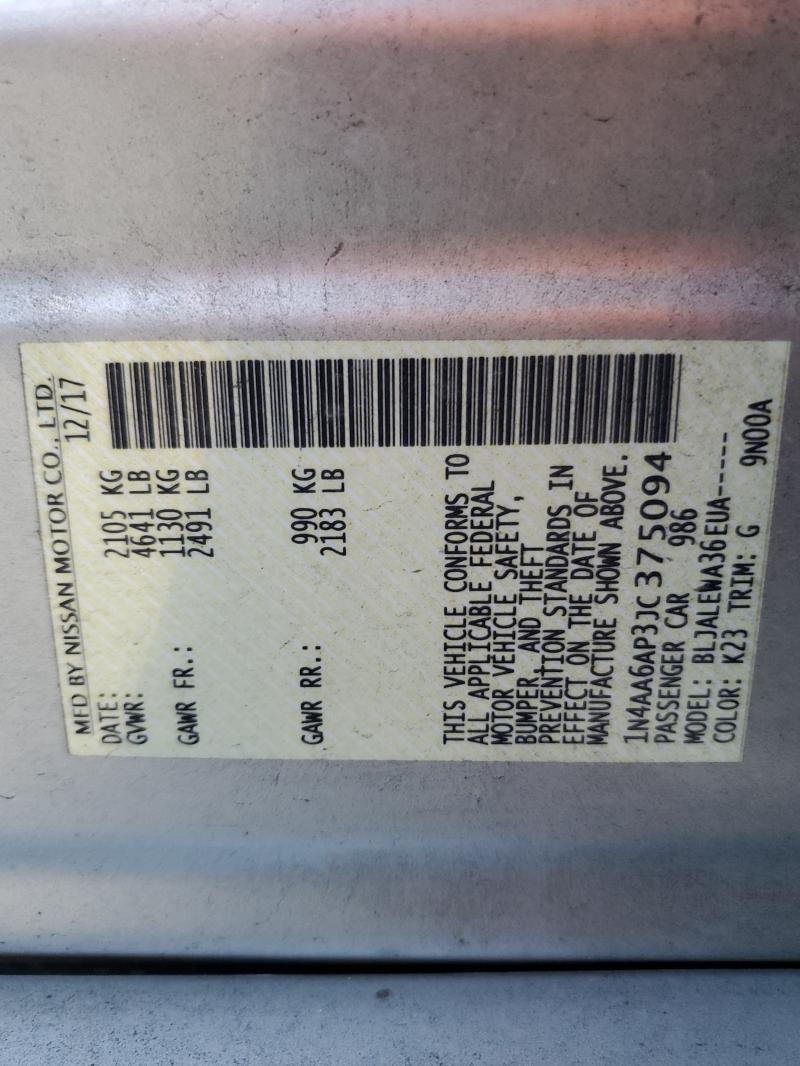 MFD BY NISSAN MOTOR CO., LTD.
DATE: 12/17
GVWR: 2105 KG
4641 LB
GAWR FR.: 1130 KG
2491 LB
GAWR RR.: 990 KG
2183 LB
THIS VEHICLE CONFORMS TO
ALL APPLICABLE FEDERAL
MOTOR VEHICLE SAFETY,
BUMPER, AND THEFT
PREVENTION STANDARDS IN
EFFECT ON THE DATE OF
MANUFACTURE SHOWN ABOVE.
1N4AA6AP3JC375094
PASSENGER CAR 986
MODEL: BLJALEWA36EUA-----
COLOR: K23 TRIM: G 9N00A